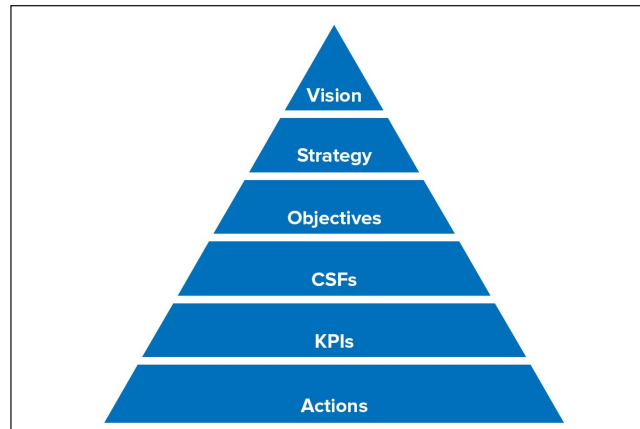 Vision
Strategy
Objectives
CSFs
KPIs
Actions